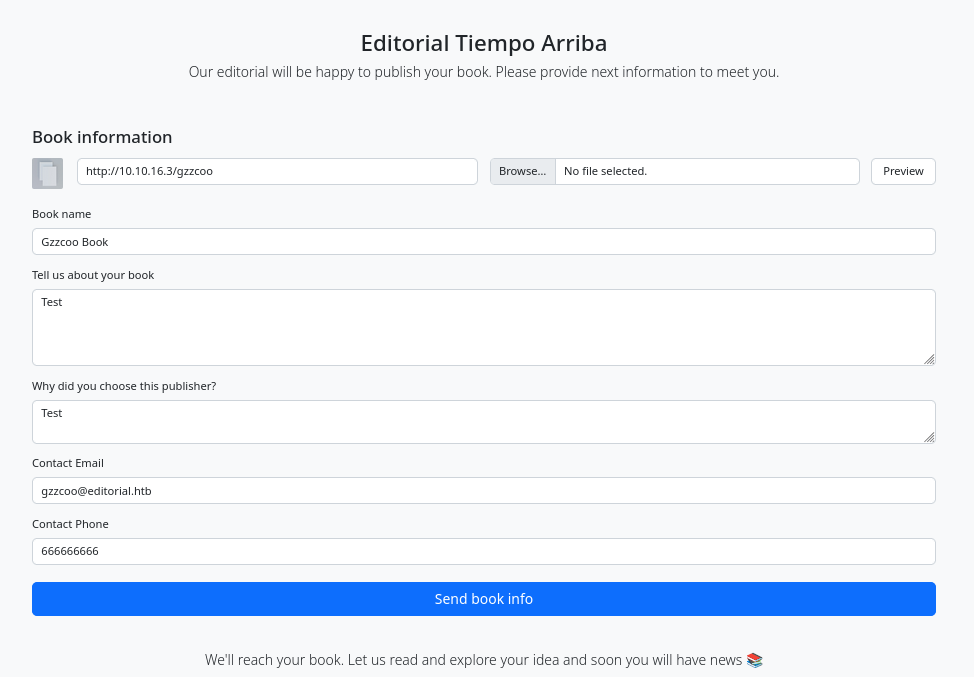 Editorial Tiempo Arriba
Our editorial will be happy to publish your book. Please provide next information to meet you.
Book information
http://10.10.16.3/gzzcoo Browse... No file selected. Preview
Book name
Gzzcoo Book
Tell us about your book
Test
Why did you choose this publisher?
Test
Contact Email
gzzcoo@editorial.htb
Contact Phone
666666666
Send book info
We'll reach your book. Let us read and explore your idea and soon you will have news 📚